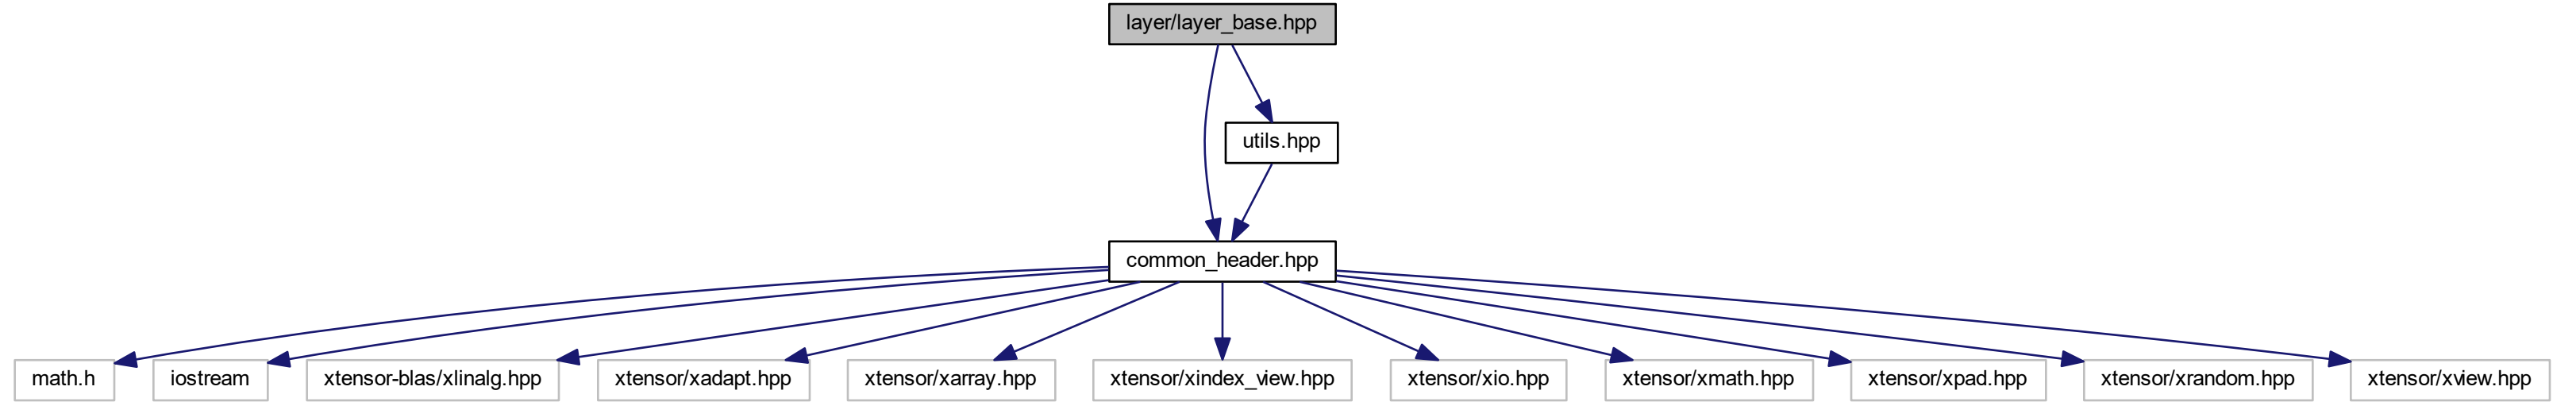 layer/layer_base.hpp
utils.hpp
common_header.hpp
math.h
iostream
xtensor-blas/xlinalg.hpp
xtensor/xadapt.hpp
xtensor/xarray.hpp
xtensor/xindex_view.hpp
xtensor/xio.hpp
xtensor/xmath.hpp
xtensor/xpad.hpp
xtensor/xrandom.hpp
xtensor/xview.hpp